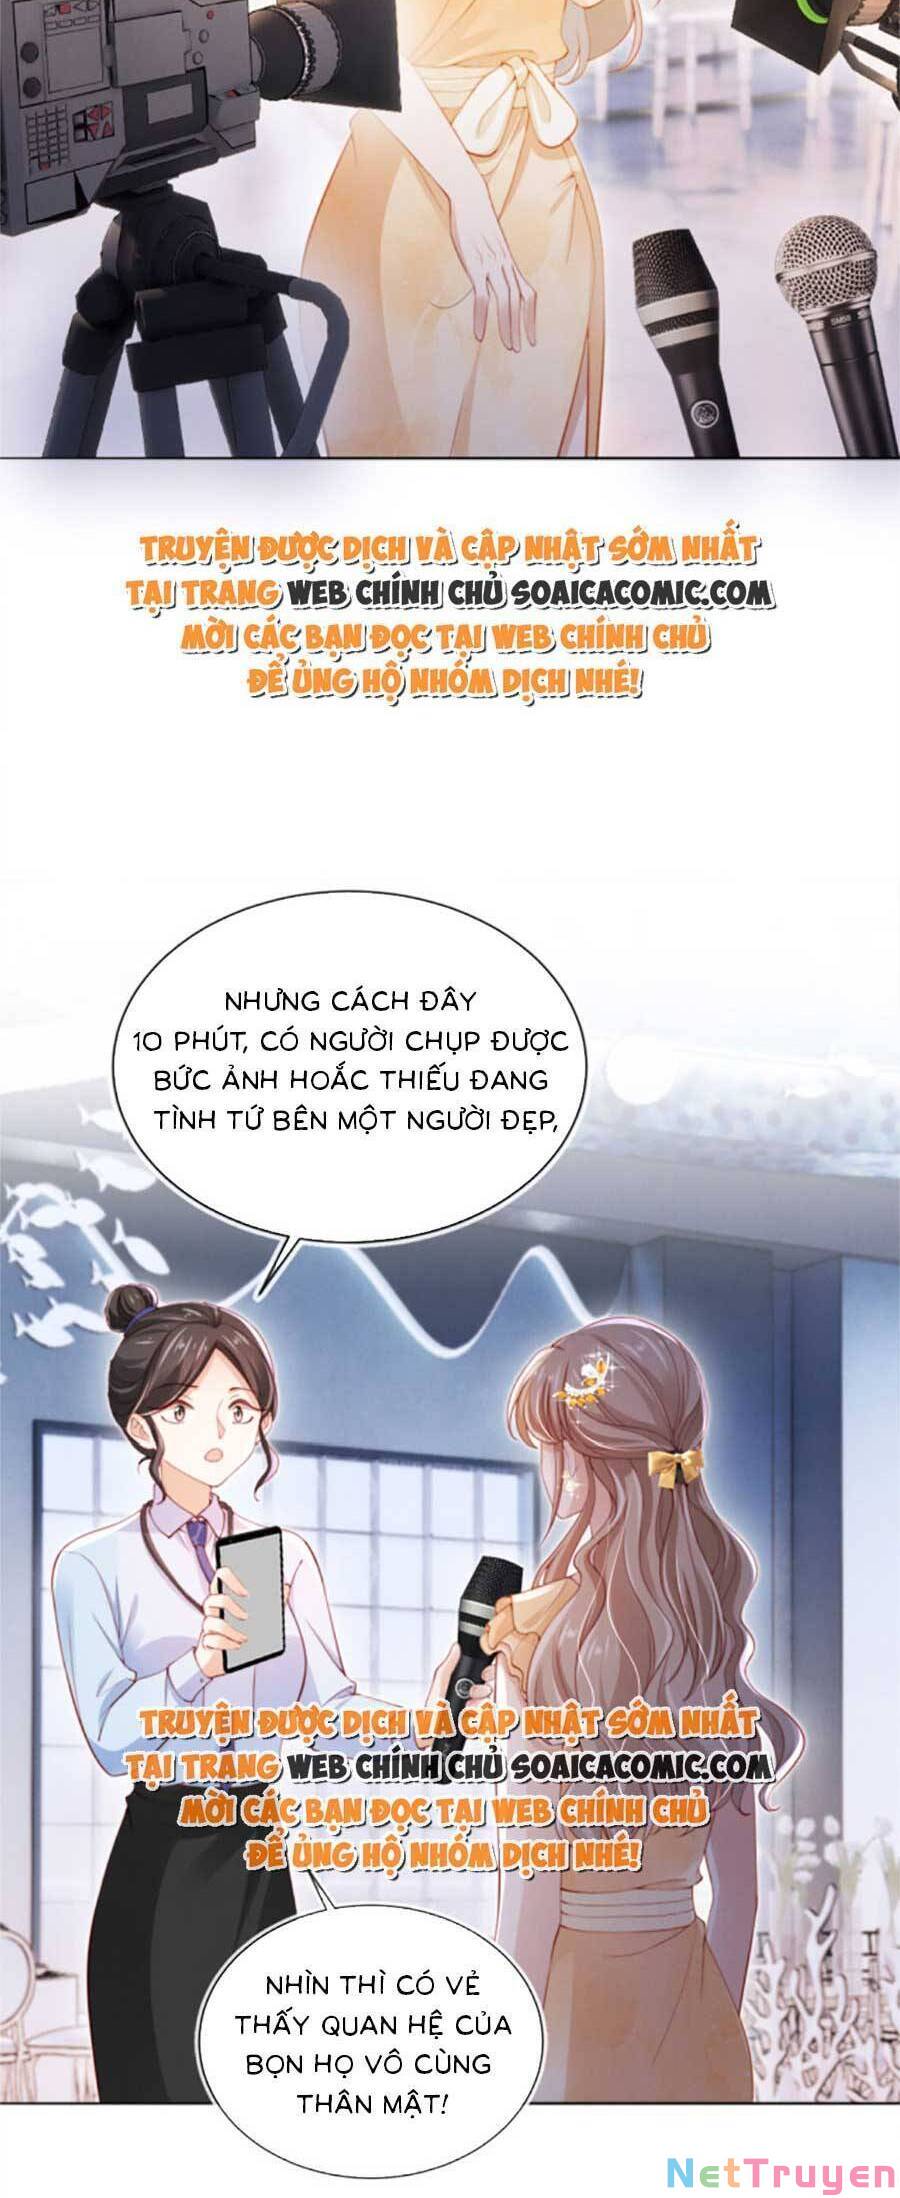 SM58
TRUYỆN ĐƯỢC DỊCH VÀ CẬP NHẬT SỚM NHẤT
TẠI TRANG WEB CHÍNH CHỦ SOAICACOMIC.COM
MỜI CÁC BẠN ĐỌC TẠI WEB CHÍNH CHỦ
ĐỂ ỦNG HỘ NHÓM DỊCH NHÉ!
NHƯNG CÁCH ĐÂY
10 PHÚT, CÓ NGƯỜI CHỤP ĐƯỢC
BỨC ẢNH HOẮC THIẾU ĐANG
TÌNH TỨ BÊN MỘT NGƯỜI ĐẸP,
TRUYỆN ĐƯỢC DỊCH VÀ CẬP NHẬT SỚM NHẤT
TẠI TRANG WEB CHÍNH CHỦ SOAICACOMIC.COM
MỜI CÁC BẠN ĐỌC TẠI WEB CHÍNH CHỦ
ĐỂ ỦNG HỘ NHÓM DỊCH NHÉ!
NHÌN THÌ CÓ VẺ
THẤY QUAN HỆ CỦA
BỌN HỌ VÔ CÙNG
THÂN MẬT!
NetTruyen